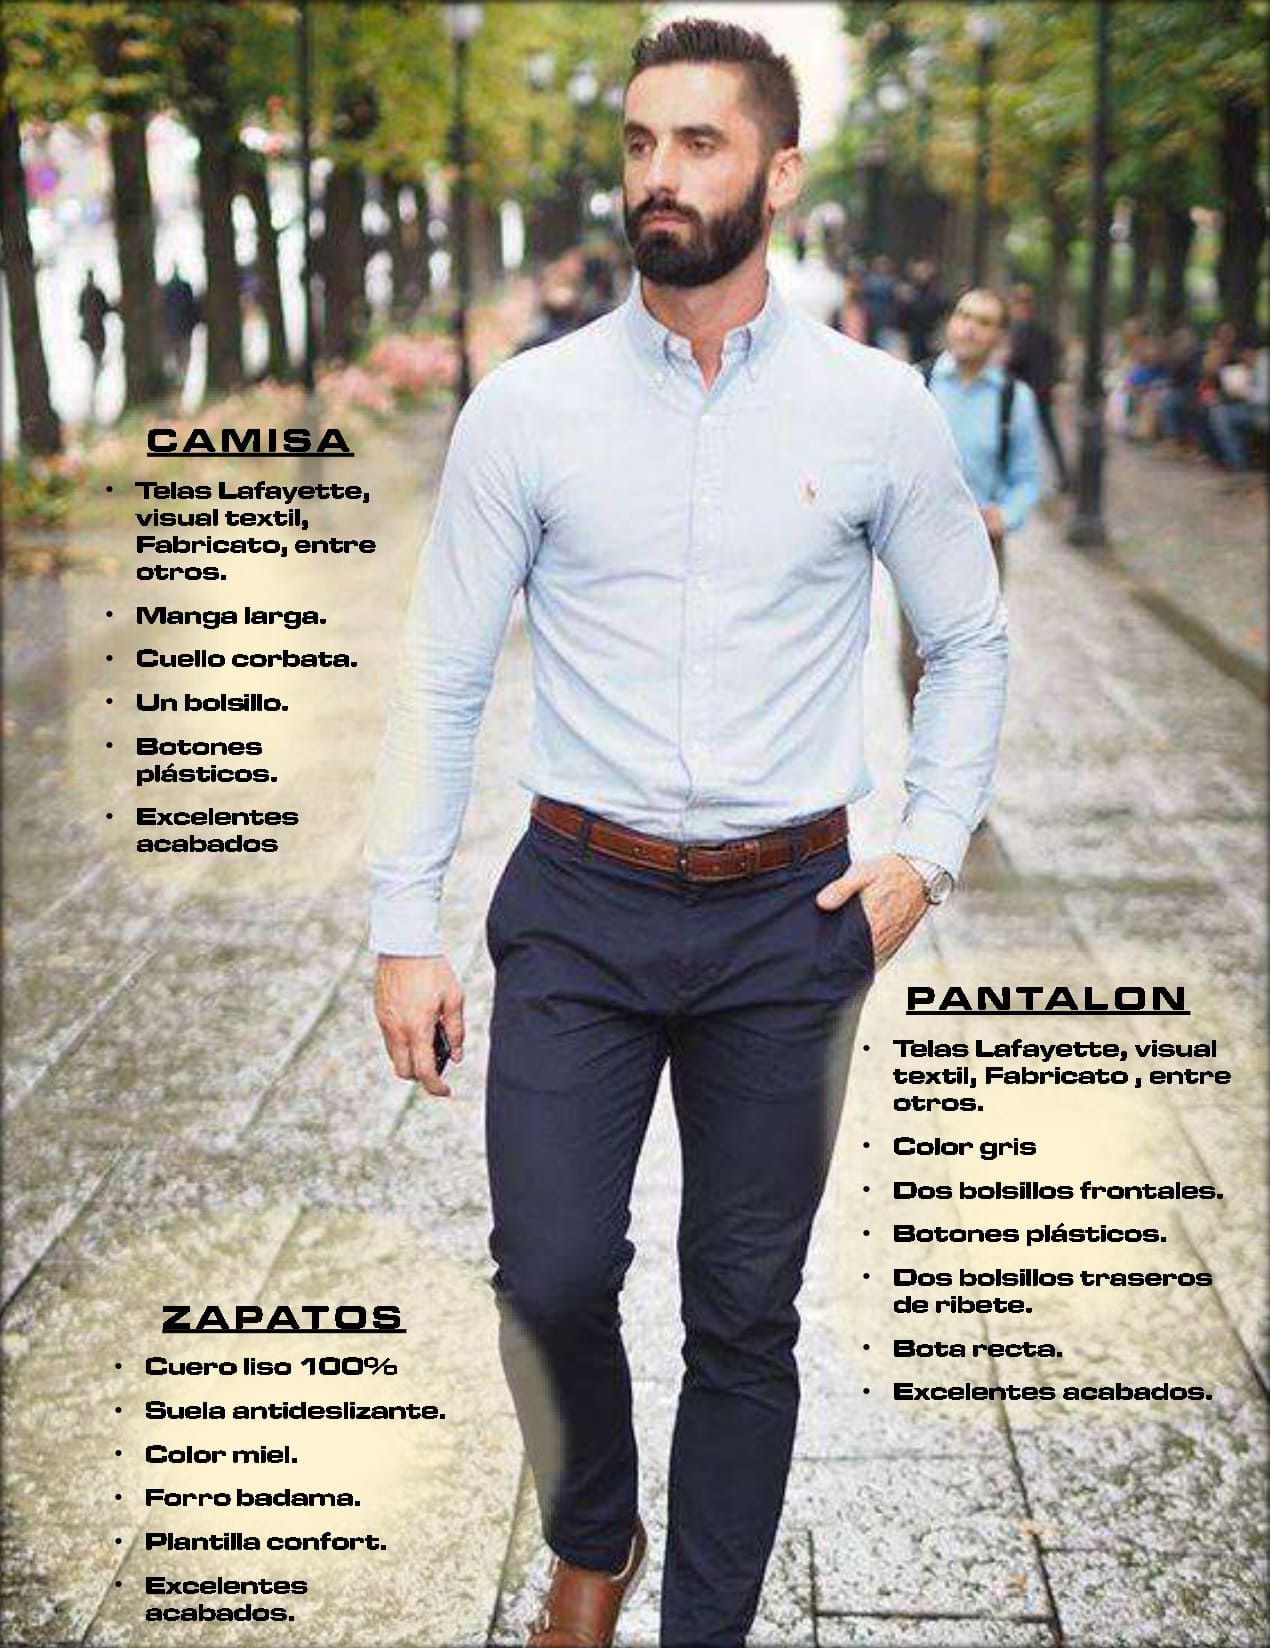 CAMISA
• Telas Lafayette,
visual textil,
Fabricato, entre
otros.
• Manga larga.
• Cuello corbata.
• Un bolsillo.
• Botones
plásticos.
• Excelentes
acabados
PANTALON
• Telas Lafayette, visual
textil, Fabricato , entre
otros.
• Color gris
• Dos bolsillos frontales.
• Botones plásticos.
• Dos bolsillos traseros
de ribete.
• Bota recta.
• Excelentes acabados.
ZAPATOS
• Cuero liso 100%
• Suela antideslizante.
• Color miel.
• Forro badama.
• Plantilla confort.
• Excelentes
acabados.